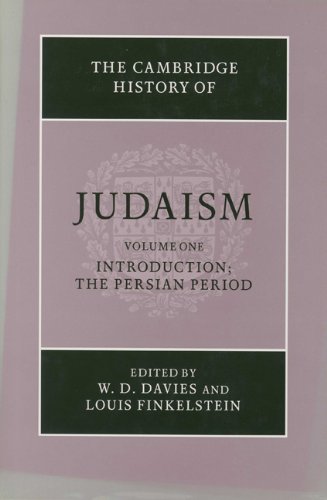 THE CAMBRIDGE
HISTORY OF
JUDAISM
VOLUME ONE
INTRODUCTION;
THE PERSIAN PERIOD
EDITED BY
W. D. DAVIES AND
LOUIS FINKELSTEIN